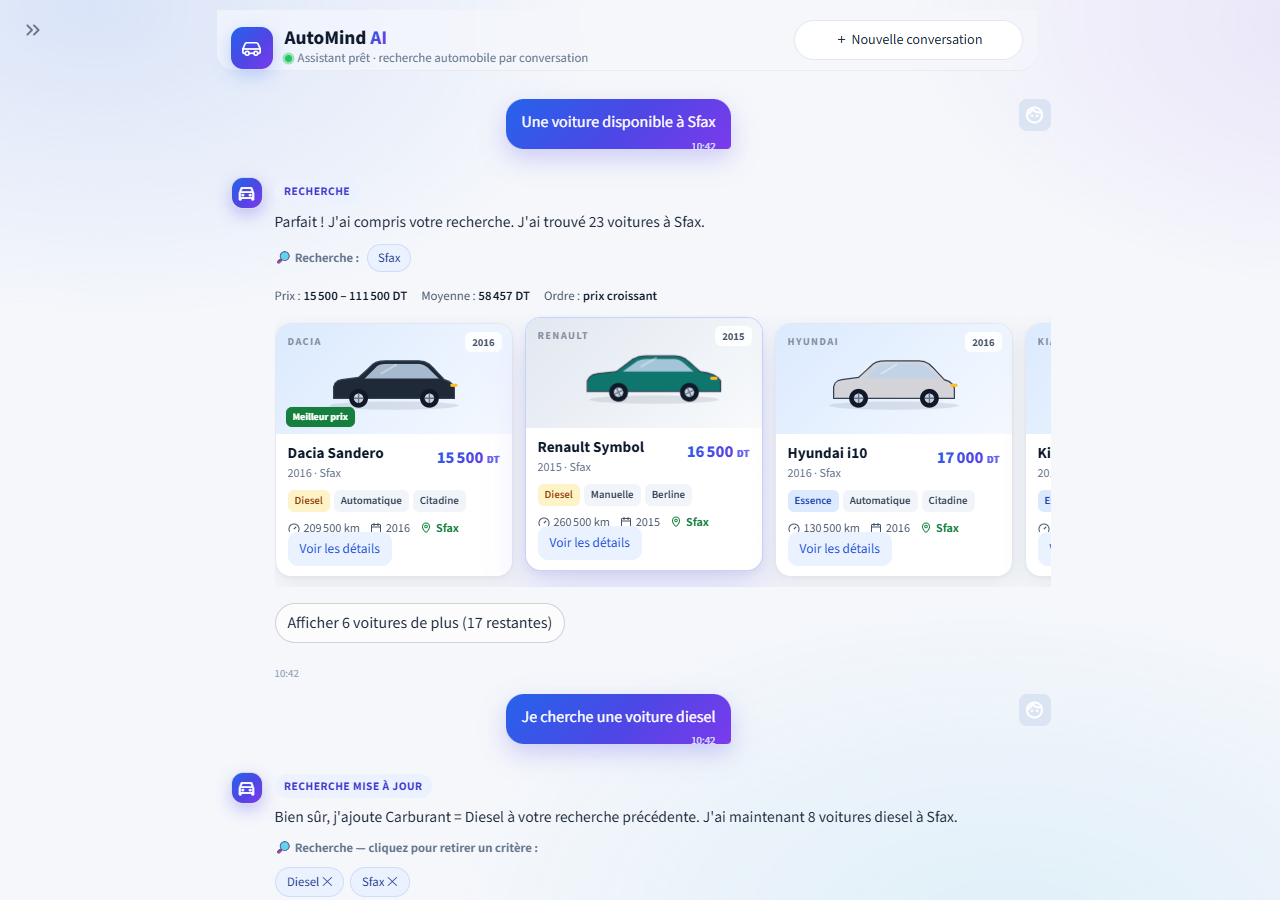 AutoMind AI
Assistant prêt · recherche automobile par conversation
+ Nouvelle conversation
Une voiture disponible à Sfax
10:42
RECHERCHE
Parfait ! J'ai compris votre recherche. J'ai trouvé 23 voitures à Sfax.
Recherche : Sfax
Prix : 15 500 – 111 500 DT Moyenne : 58 457 DT Ordre : prix croissant
DACIA 2016
Meilleur prix
Dacia Sandero 15 500 DT
2016 · Sfax
Diesel Automatique Citadine
209 500 km 2016 Sfax
Voir les détails
RENAULT 2015
Renault Symbol 16 500 DT
2015 · Sfax
Diesel Manuelle Berline
260 500 km 2015 Sfax
Voir les détails
HYUNDAI 2016
Hyundai i10 17 000 DT
2016 · Sfax
Essence Automatique Citadine
130 500 km 2016 Sfax
Voir les détails
Afficher 6 voitures de plus (17 restantes)
10:42
Je cherche une voiture diesel
10:42
RECHERCHE MISE À JOUR
Bien sûr, j'ajoute Carburant = Diesel à votre recherche précédente. J'ai maintenant 8 voitures diesel à Sfax.
Recherche — cliquez pour retirer un critère :
Diesel Sfax